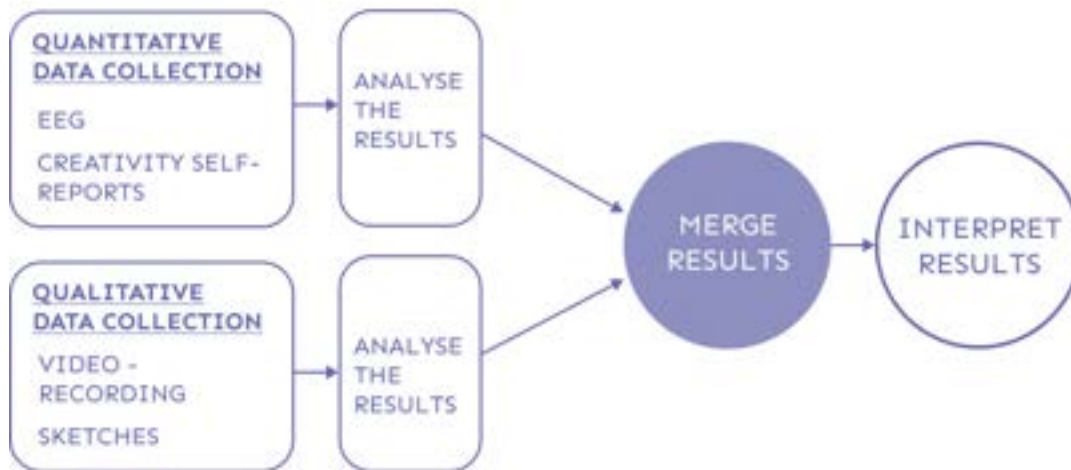 QUANTITATIVE
DATA COLLECTION
EEG
CREATIVITY SELF-
REPORTS
ANALYSE
THE
RESULTS
QUALITATIVE
DATA COLLECTION
VIDEO -
RECORDING
SKETCHES
ANALYSE
THE
RESULTS
MERGE
RESULTS
INTERPRET
RESULTS